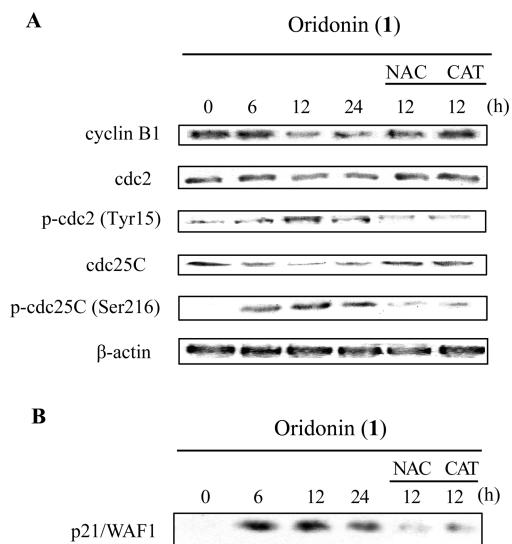 A
Oridonin (1)
NAC CAT
0 6 12 24 12 12 (h)
cyclin B1
cdc2
p-cdc2 (Tyr15)
cdc25C
p-cdc25C (Ser216)
β-actin
B
Oridonin (1)
NAC CAT
0 6 12 24 12 12 (h)
p21/WAF1